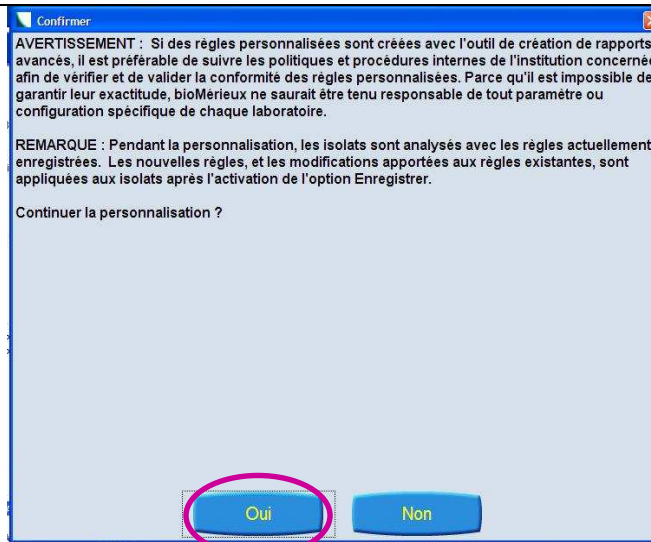 Confirmer
AVERTISSEMENT : Si des règles personnalisées sont créées avec l'outil de création de rapports
avancés, il est préférable de suivre les politiques et procédures internes de l'institution concernée
afin de vérifier et de valider la conformité des règles personnalisées. Parce qu'il est impossible de
garantir leur exactitude, bioMérieux ne saurait être tenu responsable de tout paramètre ou
configuration spécifique de chaque laboratoire.
REMARQUE : Pendant la personnalisation, les isolats sont analysés avec les règles actuellement
enregistrées. Les nouvelles règles, et les modifications apportées aux règles existantes, sont
appliquées aux isolats après l'activation de l'option Enregistrer.
Continuer la personnalisation ?
Oui
Non